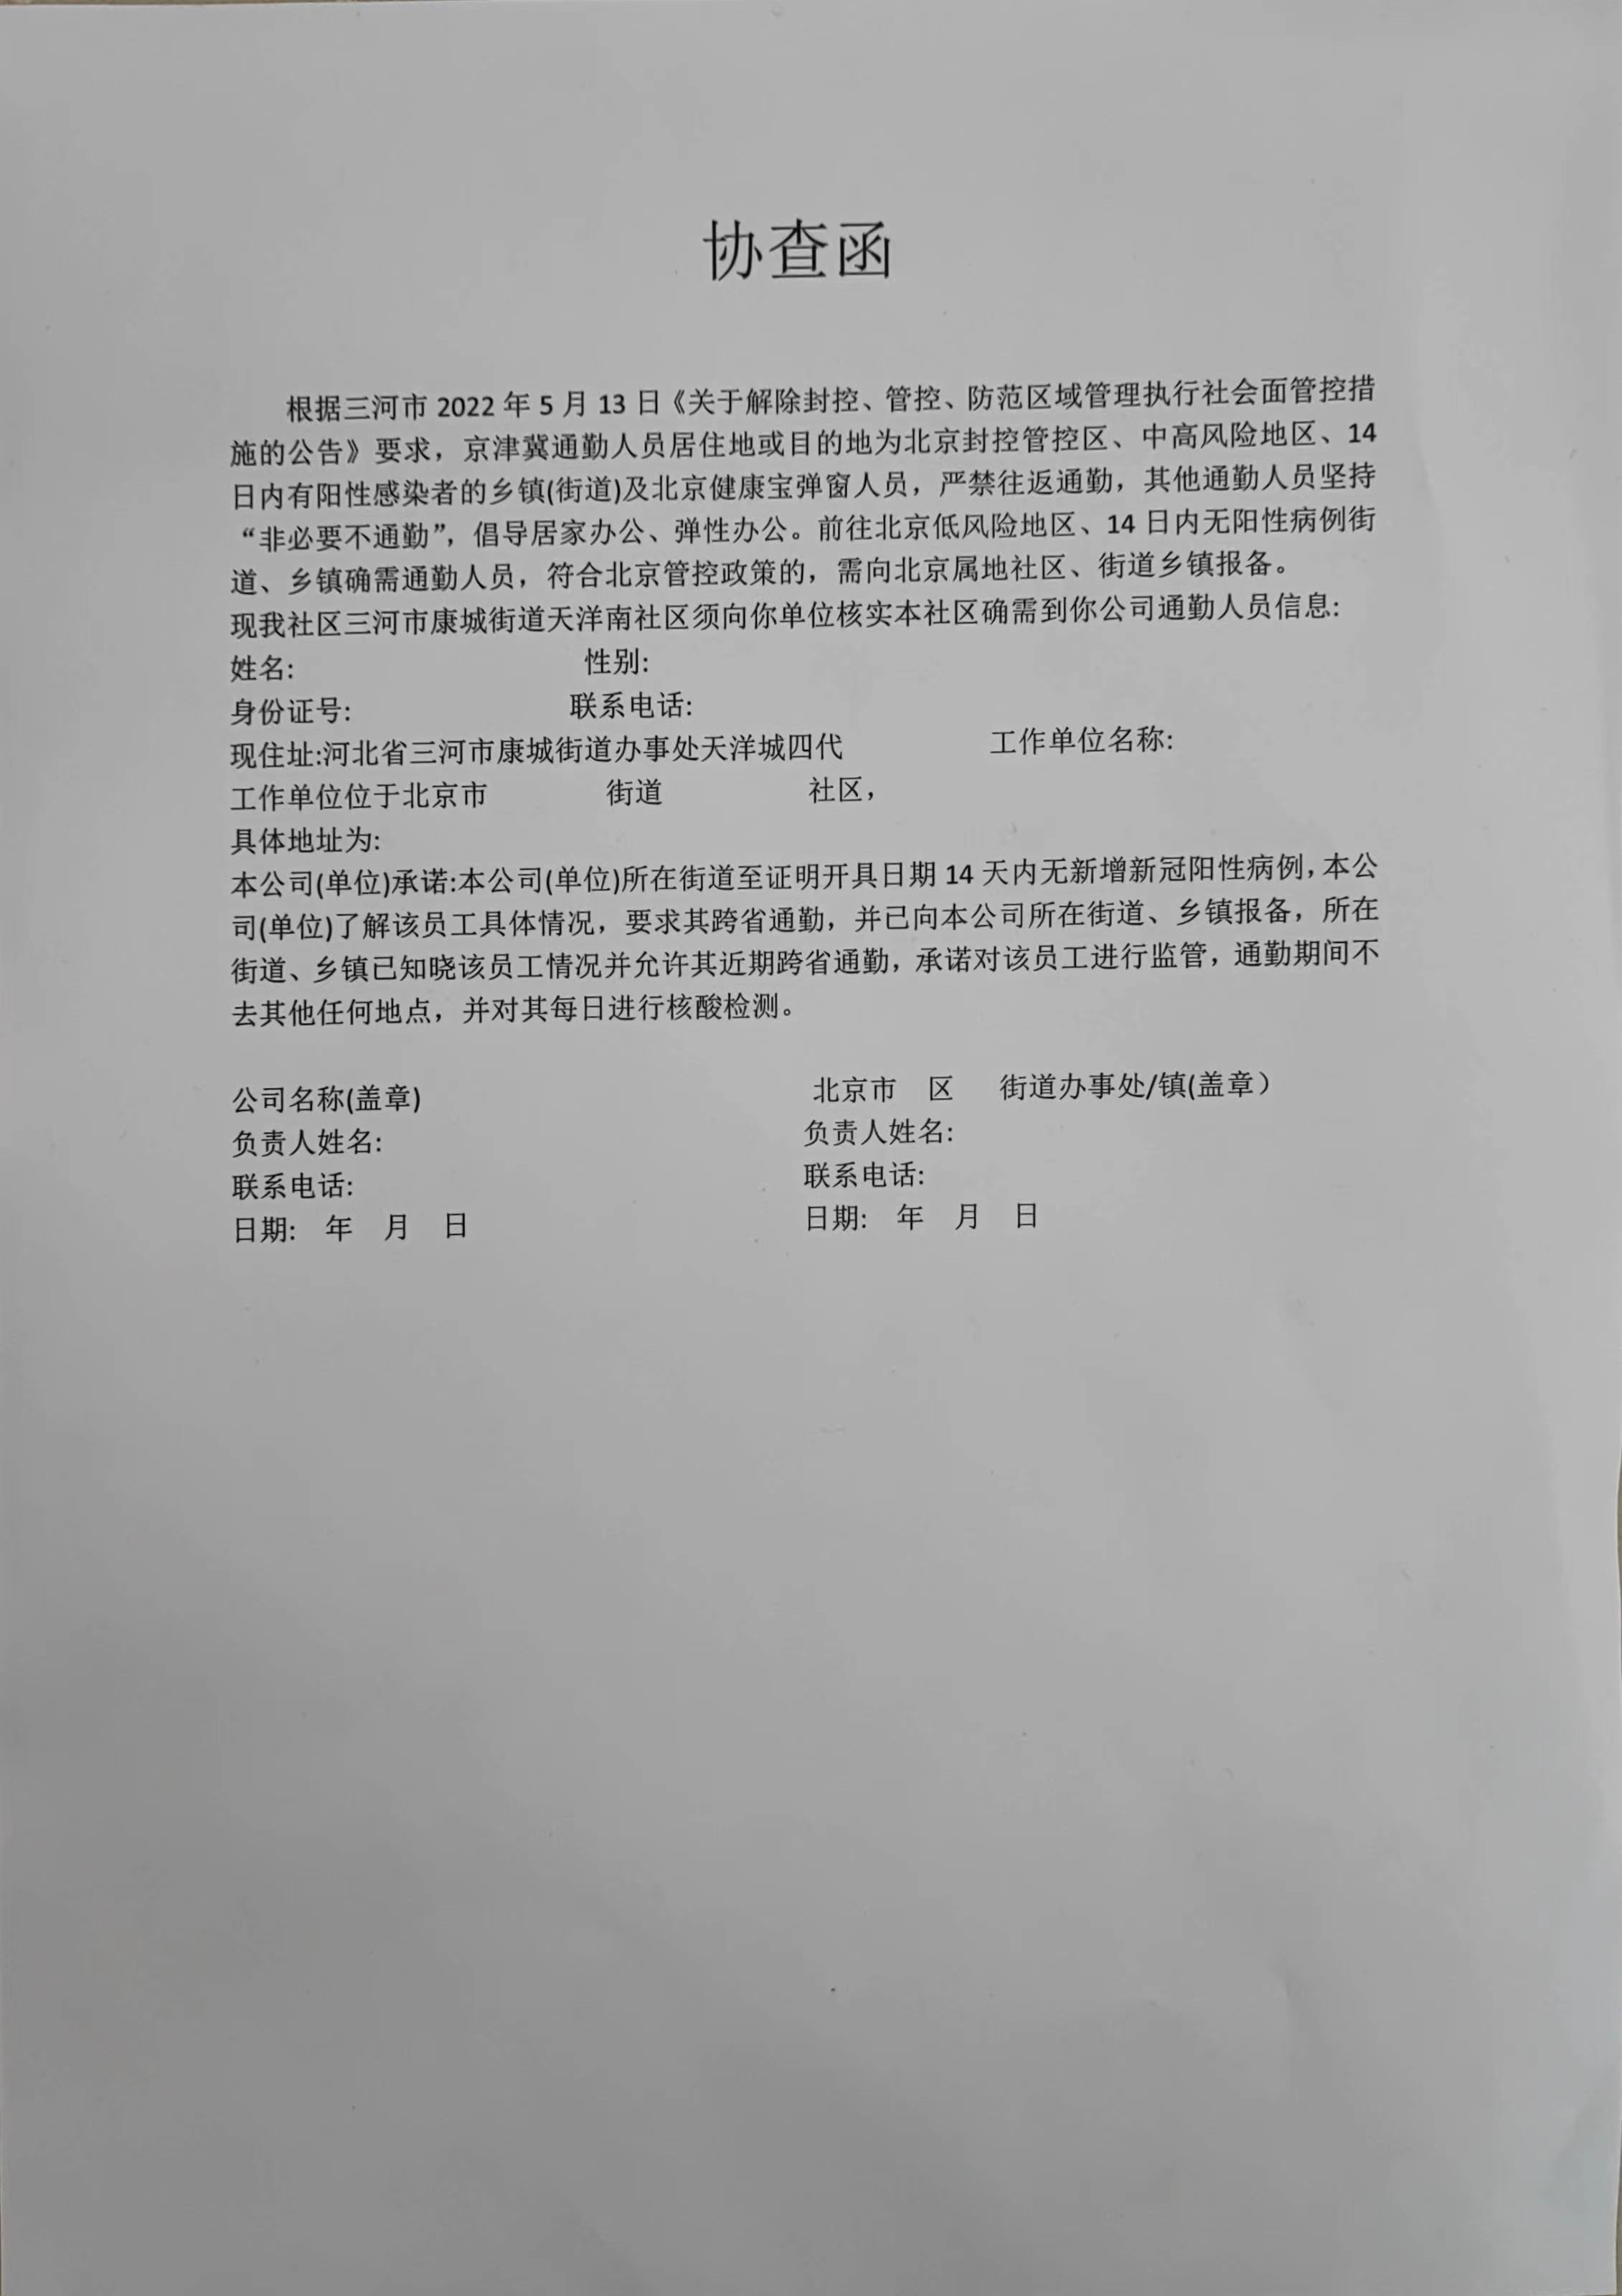 协查函
根据三河市 2022 年 5 月 13 日《关于解除封控、管控、防范区域管理执行社会面管控措
施的公告》要求，京津冀通勤人员居住地或目的地为北京封控管控区、中高风险地区、14
日内有阳性感染者的乡镇(街道)及北京健康宝弹窗人员，严禁往返通勤，其他通勤人员坚持
“非必要不通勤”，倡导居家办公、弹性办公。前往北京低风险地区、14 日内无阳性病例街
道、乡镇确需通勤人员，符合北京管控政策的，需向北京属地社区、街道乡镇报备。
现我社区三河市康城街道天洋南社区须向你单位核实本社区确需到你公司通勤人员信息:
姓名: 性别:
身份证号: 联系电话:
现住址:河北省三河市康城街道办事处天洋城四代 工作单位名称:
工作单位位于北京市 街道 社区，
具体地址为:
本公司(单位)承诺:本公司(单位)所在街道至证明开具日期 14 天内无新增新冠阳性病例，本公
司(单位)了解该员工具体情况，要求其跨省通勤，并已向本公司所在街道、乡镇报备，所在
街道、乡镇已知晓该员工情况并允许其近期跨省通勤，承诺对该员工进行监管，通勤期间不
去其他任何地点，并对其每日进行核酸检测。
公司名称(盖章) 北京市 区 街道办事处/镇(盖章）
负责人姓名: 负责人姓名:
联系电话: 联系电话:
日期: 年 月 日 日期: 年 月 日